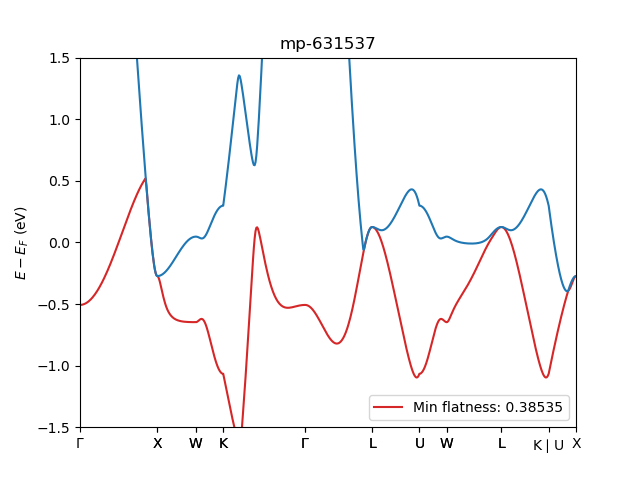 mp-631537
E − E_F (eV)
1.5
1.0
0.5
0.0
−0.5
−1.0
−1.5
Min flatness: 0.38535
Γ X W K Γ L U W L K | U X